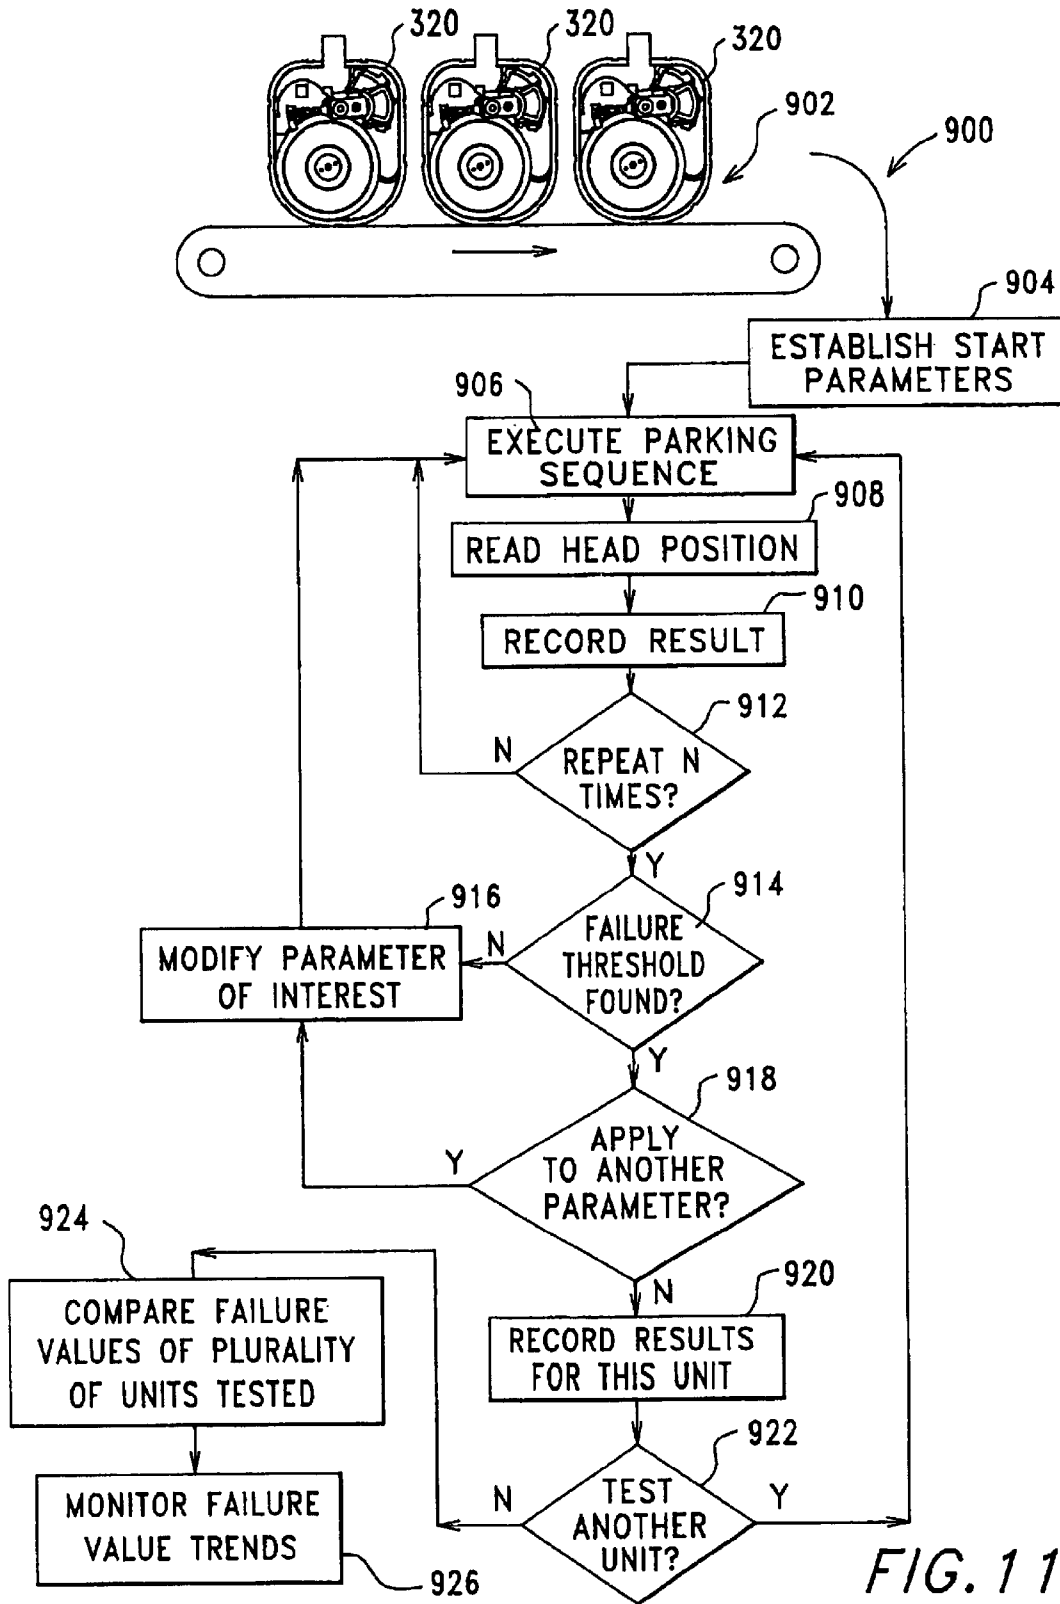 320
320
320
902
900
904
ESTABLISH START
PARAMETERS
906
EXECUTE PARKING
SEQUENCE
908
READ HEAD POSITION
910
RECORD RESULT
912
N
REPEAT N
TIMES?
Y
914
916
N
FAILURE
THRESHOLD
FOUND?
MODIFY PARAMETER
OF INTEREST
Y
918
Y
APPLY
TO ANOTHER
PARAMETER?
924
N
920
COMPARE FAILURE
VALUES OF PLURALITY
OF UNITS TESTED
RECORD RESULTS
FOR THIS UNIT
922
N
TEST
ANOTHER
UNIT?
Y
MONITOR FAILURE
VALUE TRENDS
926
FIG. 11